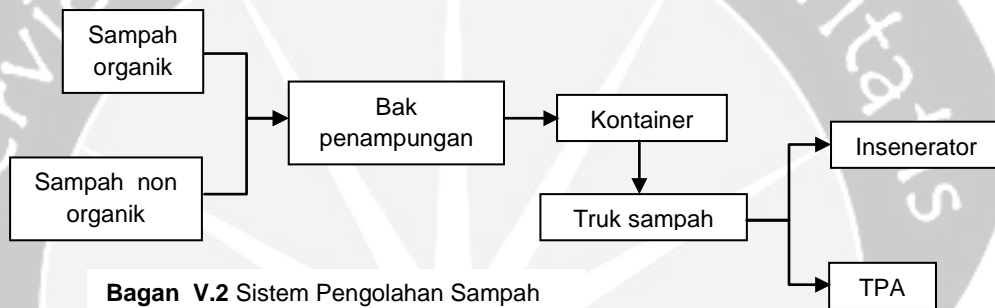 Sampah
organik
Sampah non
organik
Bak
penampungan
Kontainer
Truk sampah
Insenerator
TPA
Bagan V.2 Sistem Pengolahan Sampah